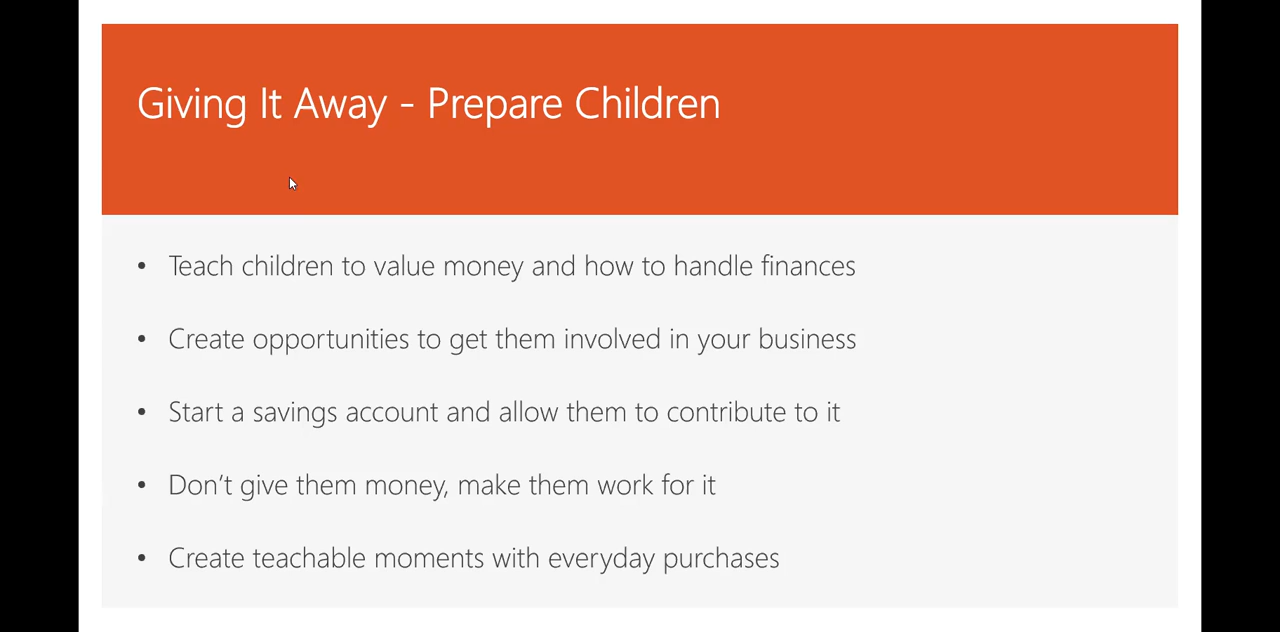 Giving It Away - Prepare Children
• Teach children to value money and how to handle finances
• Create opportunities to get them involved in your business
• Start a savings account and allow them to contribute to it
• Don’t give them money, make them work for it
• Create teachable moments with everyday purchases